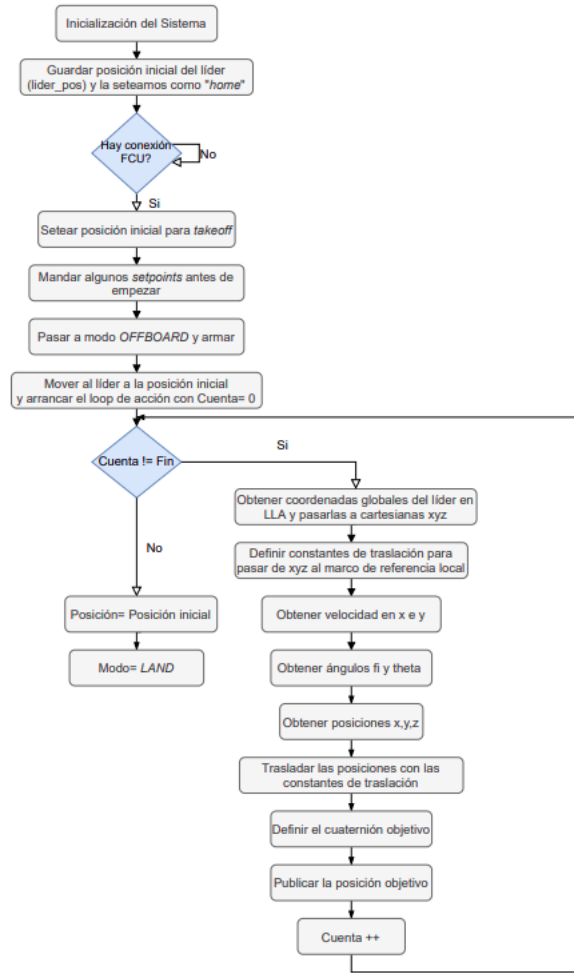 Inicialización del Sistema
Guardar posición inicial del líder
(lider_pos) y la seteamos como "home"
Hay conexión
FCU?
No
Si
Setear posición inicial para takeoff
Mandar algunos setpoints antes de
empezar
Pasar a modo OFFBOARD y armar
Mover al líder a la posición inicial
y arrancar el loop de acción con Cuenta= 0
Cuenta != Fin
Si
No
Posición= Posición inicial
Modo= LAND
Obtener coordenadas globales del líder en
LLA y pasarlas a cartesianas xyz
Definir constantes de traslación para
pasar de xyz al marco de referencia local
Obtener velocidad en x e y
Obtener ángulos fi y theta
Obtener posiciones x,y,z
Trasladar las posiciones con las
constantes de traslación
Definir el cuaternión objetivo
Publicar la posición objetivo
Cuenta ++